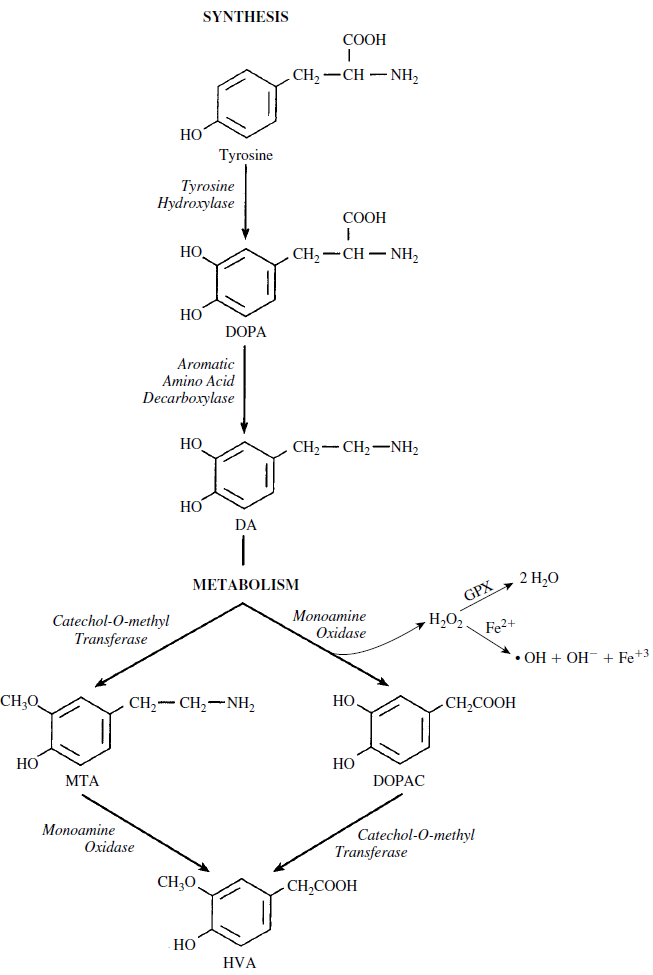 SYNTHESIS
COOH
CH₂ — CH — NH₂
HO
Tyrosine
Tyrosine
Hydroxylase
COOH
HO
CH₂ — CH — NH₂
HO
DOPA
Aromatic
Amino Acid
Decarboxylase
HO
CH₂ — CH₂ — NH₂
HO
DA
METABOLISM
Catechol-O-methyl
Transferase
Monoamine
Oxidase
H₂O₂
GPX
2 H₂O
Fe²⁺
• OH + OH⁻ + Fe⁺³
CH₃O
CH₂ — CH₂ — NH₂
HO
MTA
HO
CH₂COOH
HO
DOPAC
Monoamine
Oxidase
Catechol-O-methyl
Transferase
CH₃O
CH₂COOH
HO
HVA